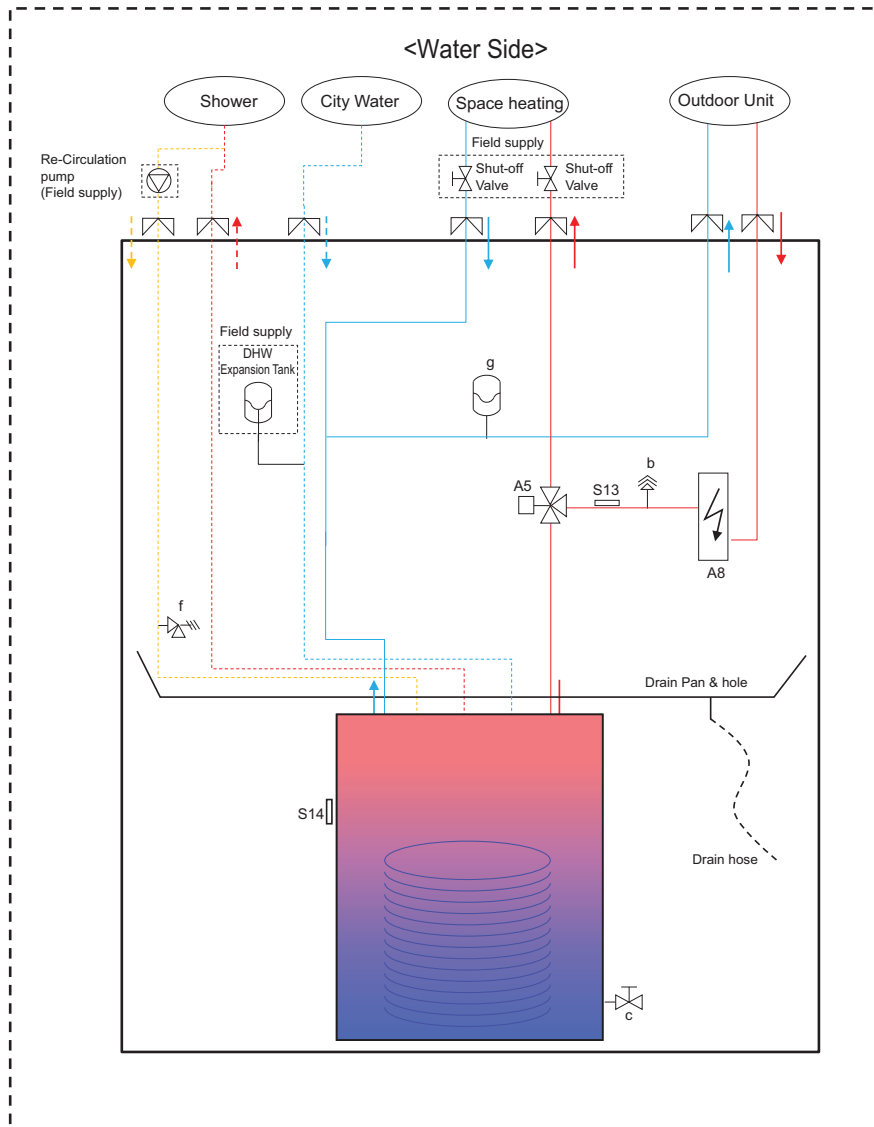 <Water Side>
Shower
City Water
Space heating
Outdoor Unit
Field supply
Re-Circulation
pump
(Field supply)
Shut-off
Valve
Shut-off
Valve
Field supply
DHW
Expansion Tank
g
A5
S13
b
A8
f
Drain Pan & hole
S14
Drain hose
c